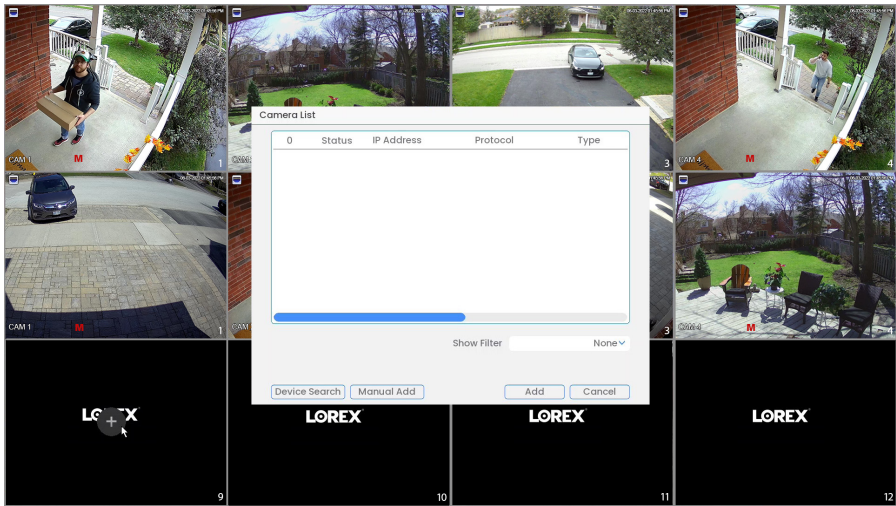 CAM 1
M
1
3
CAM 4
M
4
Camera List
0 Status IP Address Protocol Type
Show Filter None
Device Search Manual Add Add Cancel
CAM 1
M
1
CAM
3
M
4
LOREX
9
LOREX
10
LOREX
11
LOREX
12